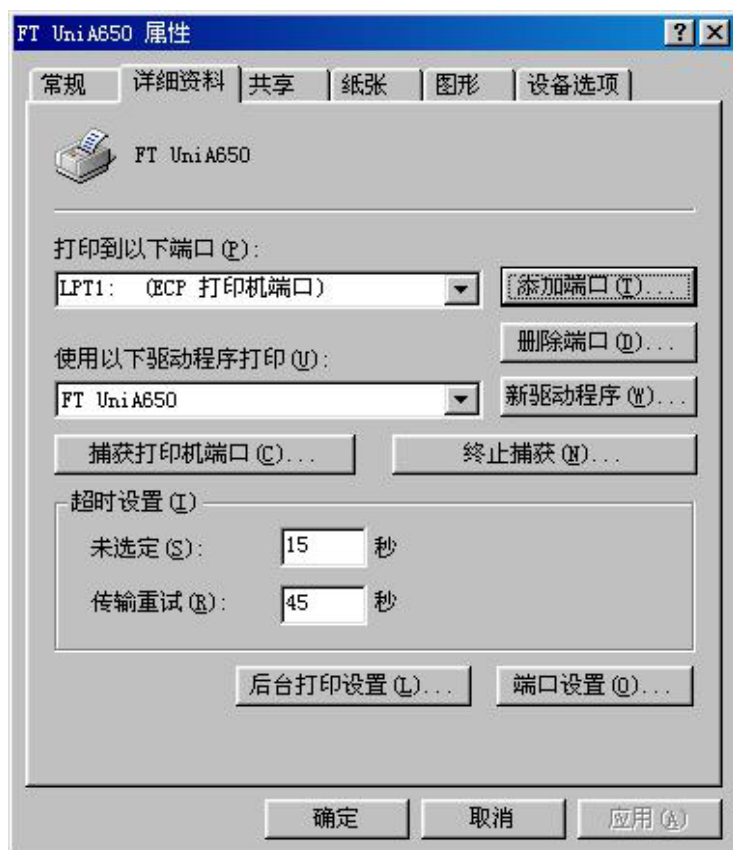 FT UniA650 属性
常规 详细资料 共享 纸张 图形 设备选项
FT UniA650
打印到以下端口(P):
LPT1: (ECP 打印机端口) 添加端口(T)...
删除端口(D)...
使用以下驱动程序打印(U):
FT UniA650 新驱动程序(W)...
捕获打印机端口(C)... 终止捕获(N)...
超时设置(I)
未选定(S): 15 秒
传输重试(R): 45 秒
后台打印设置(L)... 端口设置(O)...
确定 取消 应用(A)